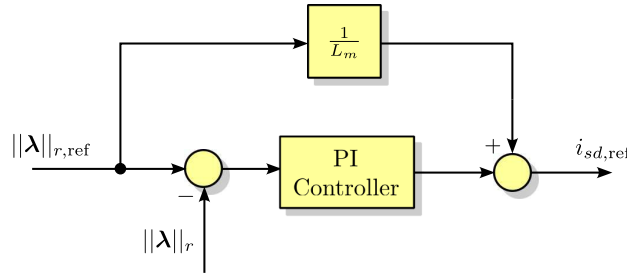 1
L_m
||λ||_{r,ref}
+
i_{sd,ref}
PI
Controller
−
||λ||_r